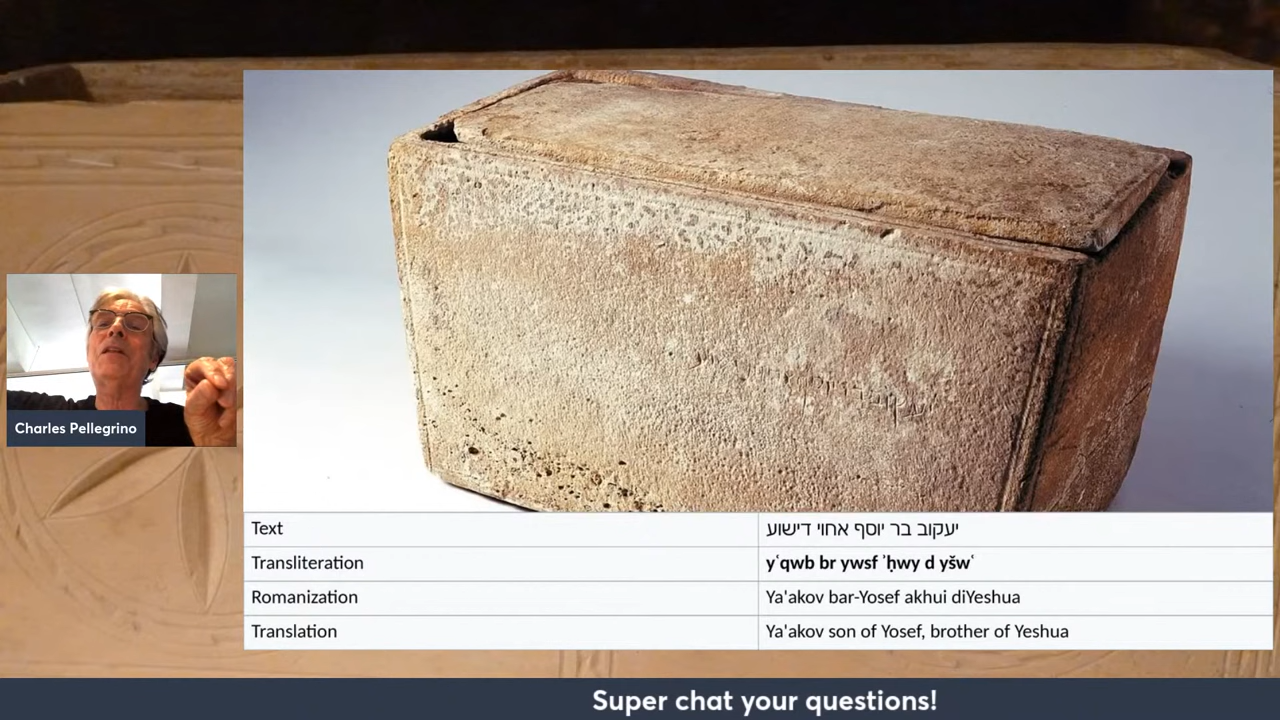 Charles Pellegrino
Text יעקוב בר יוסף אחוי דישוע
Transliteration yʿqwb br ywsf ʾḥwy d yšwʿ
Romanization Ya'akov bar-Yosef akhui diYeshua
Translation Ya'akov son of Yosef, brother of Yeshua
Super chat your questions!